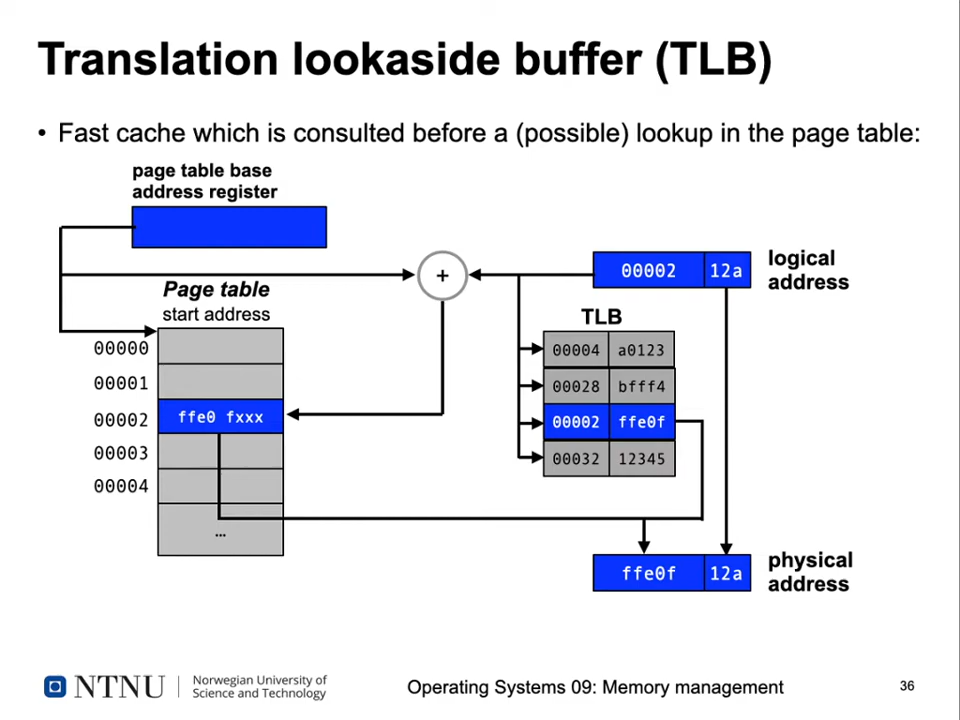 Translation lookaside buffer (TLB)
• Fast cache which is consulted before a (possible) lookup in the page table:
page table base
address register
+
00002 12a
logical
address
Page table
start address
TLB
00000
00001
00002 ffe0 fxxx
00003
00004
…
00004 a0123
00028 bfff4
00002 ffe0f
00032 12345
ffe0f 12a
physical
address
NTNU
Norwegian University of
Science and Technology
Operating Systems 09: Memory management
36